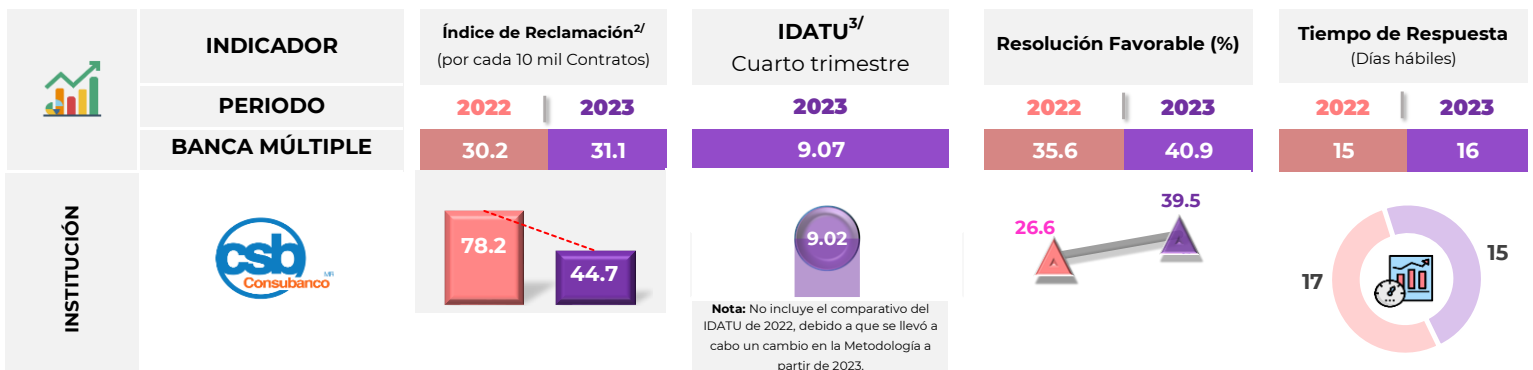 INDICADOR
Índice de Reclamación2/
(por cada 10 mil Contratos)
IDATU3/
Cuarto trimestre
Resolución Favorable (%)
Tiempo de Respuesta
(Días hábiles)
PERIODO
2022 2023
2023
2022 2023
2022 2023
BANCA MÚLTIPLE
30.2 31.1
9.07
35.6 40.9
15 16
INSTITUCIÓN
csb
Consubanco
MR
78.2
44.7
9.02
Nota: No incluye el comparativo del
IDATU de 2022, debido a que se llevó a
cabo un cambio en la Metodología a
partir de 2023.
26.6
39.5
17
15